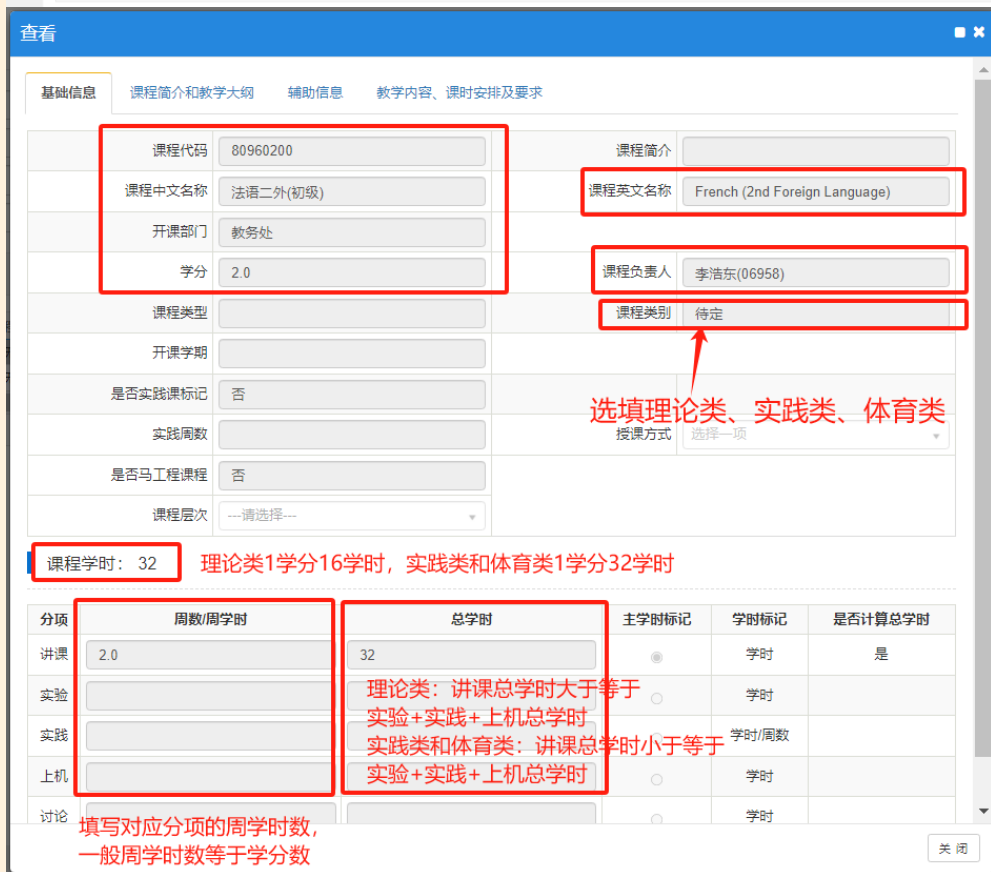 查看
基础信息 课程简介和教学大纲 辅助信息 教学内容、课时安排及要求
课程代码 80960200 课程简介
课程中文名称 法语二外(初级) 课程英文名称 French (2nd Foreign Language)
开课部门 教务处
学分 2.0 课程负责人 李浩东(06958)
课程类型 课程类别 待定
开课学期
是否实践课标记 否
选填理论类、实践类、体育类
实践周数 授课方式 选择一项
是否马工程课程 否
课程层次 ---请选择---
课程学时： 32 理论类1学分16学时，实践类和体育类1学分32学时
分项 周数/周学时 总学时 主学时标记 学时标记 是否计算总学时
讲课 2.0 32 学时 是
实验 学时
理论类：讲课总学时大于等于
实验+实践+上机总学时
实践 学时/周数
实践类和体育类：讲课总学时小于等于
实验+实践+上机总学时
上机 学时
讨论 学时
填写对应分项的周学时数，
一般周学时数等于学分数
关 闭